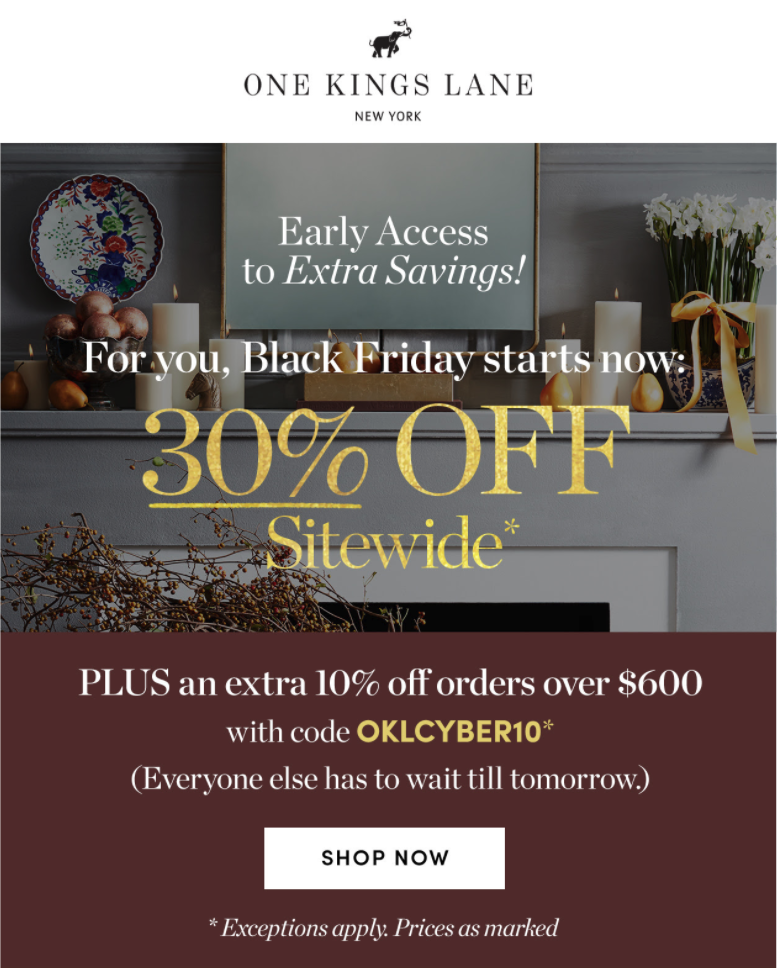 ONE KINGS LANE
NEW YORK
Early Access
to Extra Savings!
For you, Black Friday starts now:
30% OFF
Sitewide*
PLUS an extra 10% off orders over $600
with code OKLCYBER10*
(Everyone else has to wait till tomorrow.)
SHOP NOW
* Exceptions apply. Prices as marked